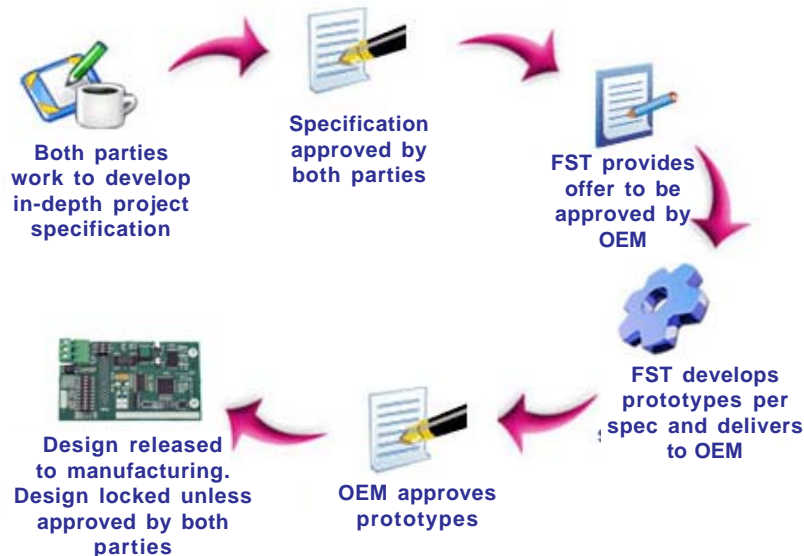 Both parties
work to develop
in-depth project
specification
Specification
approved by
both parties
FST provides
offer to be
approved by
OEM
FST develops
prototypes per
spec and delivers
to OEM
OEM approves
prototypes
Design released
to manufacturing.
Design locked unless
approved by both
parties